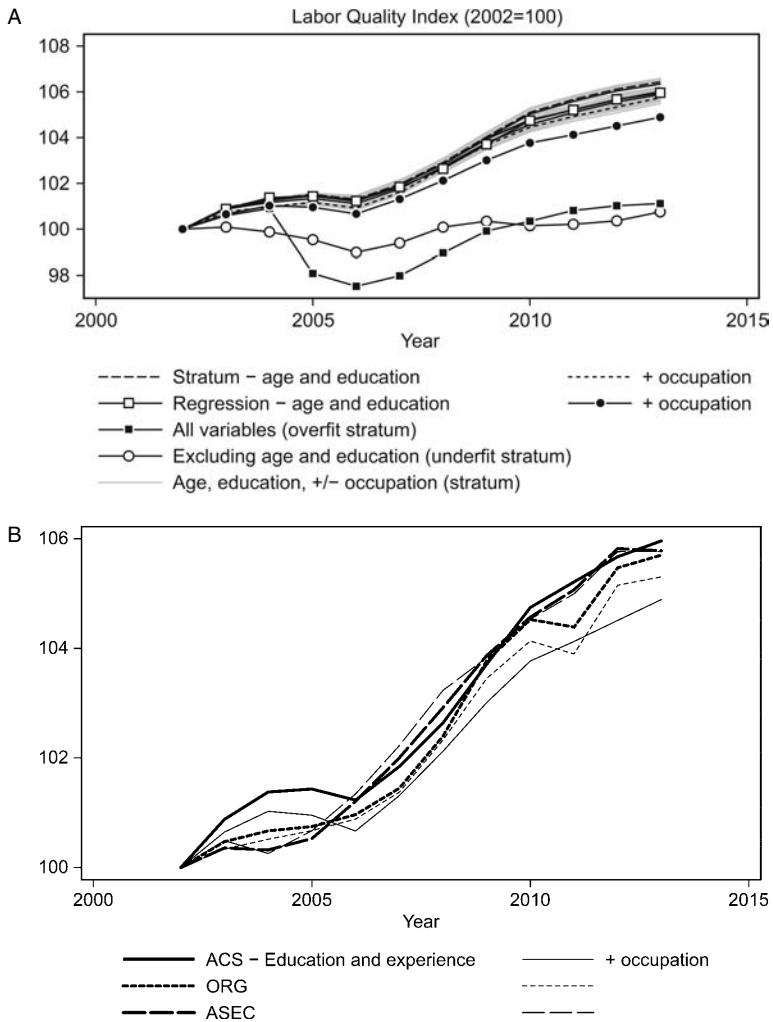 A
Labor Quality Index (2002=100)
108
106
104
102
100
98
2000
2005
2010
2015
Year
Stratum − age and education
+ occupation
Regression − age and education
+ occupation
All variables (overfit stratum)
Excluding age and education (underfit stratum)
Age, education, +/− occupation (stratum)
B
106
104
102
100
2000
2005
2010
2015
Year
ACS − Education and experience
+ occupation
ORG
ASEC